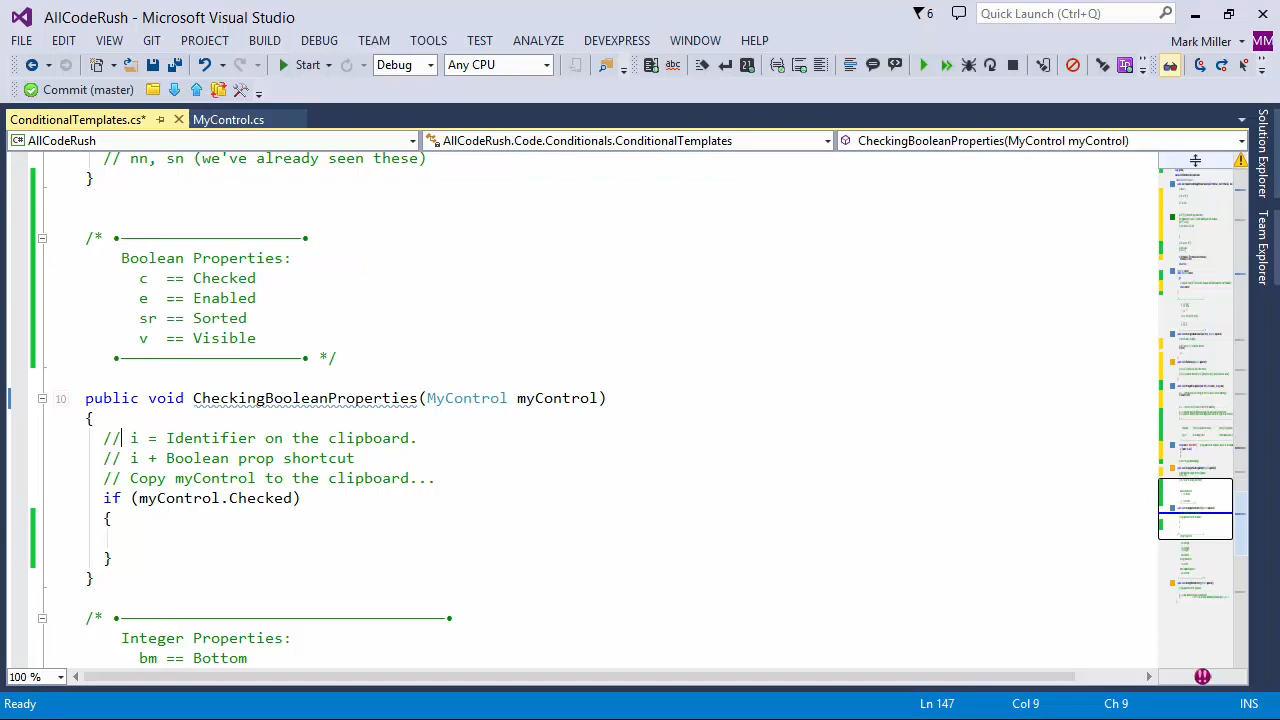 AllCodeRush - Microsoft Visual Studio
6
Quick Launch (Ctrl+Q)
FILE EDIT VIEW GIT PROJECT BUILD DEBUG TEAM TOOLS TEST ANALYZE DEVEXPRESS WINDOW HELP
Mark Miller
MM
Start Debug Any CPU
abc
Commit (master)
ConditionalTemplates.cs* MyControl.cs
C# AllCodeRush AllCodeRush.Code.Conditionals.ConditionalTemplates CheckingBooleanProperties(MyControl myControl)
Solution Explorer
Team Explorer
// nn, sn (we've already seen these)
}
/*
Boolean Properties:
c == Checked
e == Enabled
sr == Sorted
v == Visible
*/
10 public void CheckingBooleanProperties(MyControl myControl)
{
// i = Identifier on the clipboard.
// i + Boolean prop shortcut.
// Copy myControl to the clipboard...
if (myControl.Checked)
{
}
}
/*
Integer Properties:
bm == Bottom
100 %
Ready Ln 147 Col 9 Ch 9 INS